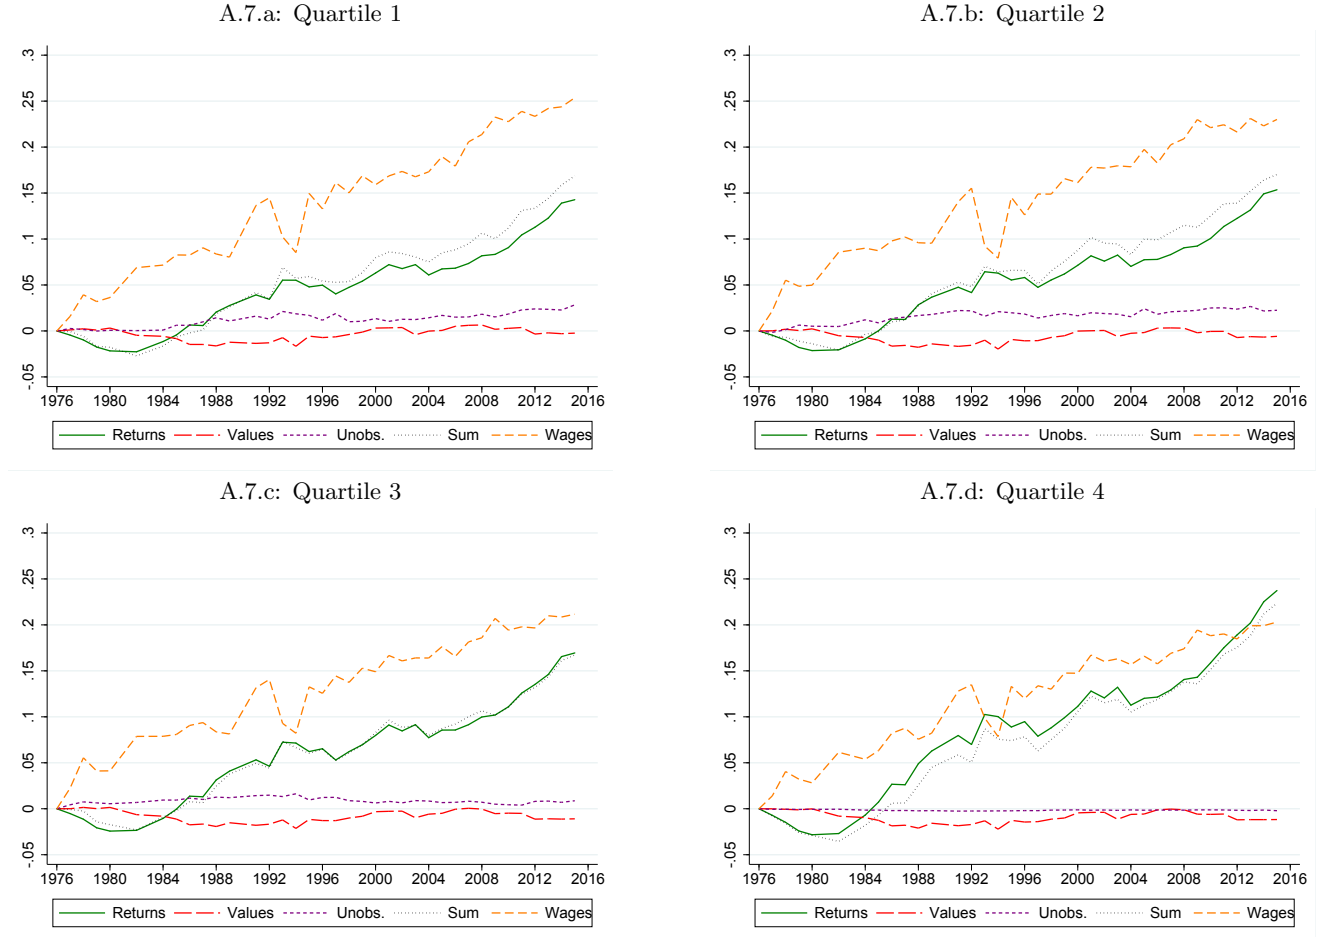 A.7.a: Quartile 1
.3
.25
.2
.15
.1
.05
0
-.05
1976 1980 1984 1988 1992 1996 2000 2004 2008 2012 2016
Returns Values Unobs. Sum Wages
A.7.b: Quartile 2
.3
.25
.2
.15
.1
.05
0
-.05
1976 1980 1984 1988 1992 1996 2000 2004 2008 2012 2016
Returns Values Unobs. Sum Wages
A.7.c: Quartile 3
.3
.25
.2
.15
.1
.05
0
-.05
1976 1980 1984 1988 1992 1996 2000 2004 2008 2012 2016
Returns Values Unobs. Sum Wages
A.7.d: Quartile 4
.3
.25
.2
.15
.1
.05
0
-.05
1976 1980 1984 1988 1992 1996 2000 2004 2008 2012 2016
Returns Values Unobs. Sum Wages